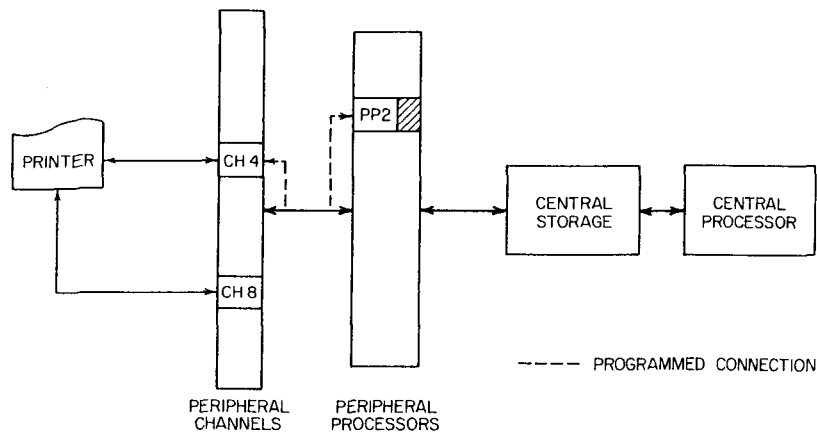 PP2
PRINTER
CH 4
CENTRAL
STORAGE
CENTRAL
PROCESSOR
CH 8
PROGRAMMED CONNECTION
PERIPHERAL
CHANNELS
PERIPHERAL
PROCESSORS